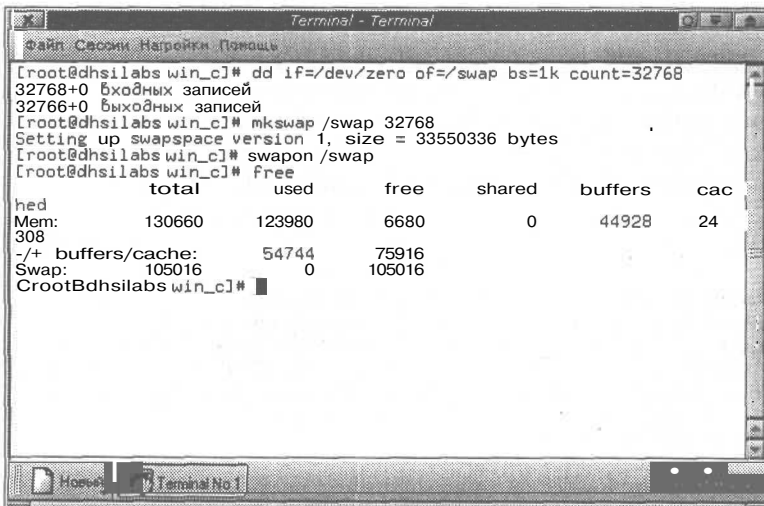 Terminal - Terminal
Файл Сессии Настройки Помощь
[root@dhsilabs win_c]# dd if=/dev/zero of=/swap bs=1k count=32768
32768+0 входных записей
32766+0 выходных записей
[root@dhsilabs win_c]# mkswap /swap 32768
Setting up swapspace version 1, size = 33550336 bytes
[root@dhsilabs win_c]# swapon /swap
[root@dhsilabs win_c]# free
total used free shared buffers cac
hed
Mem: 130660 123980 6680 0 44928 24
308
-/+ buffers/cache: 54744 75916
Swap: 105016 0 105016
CrootBdhsilabs win_c]#
Terminal No 1